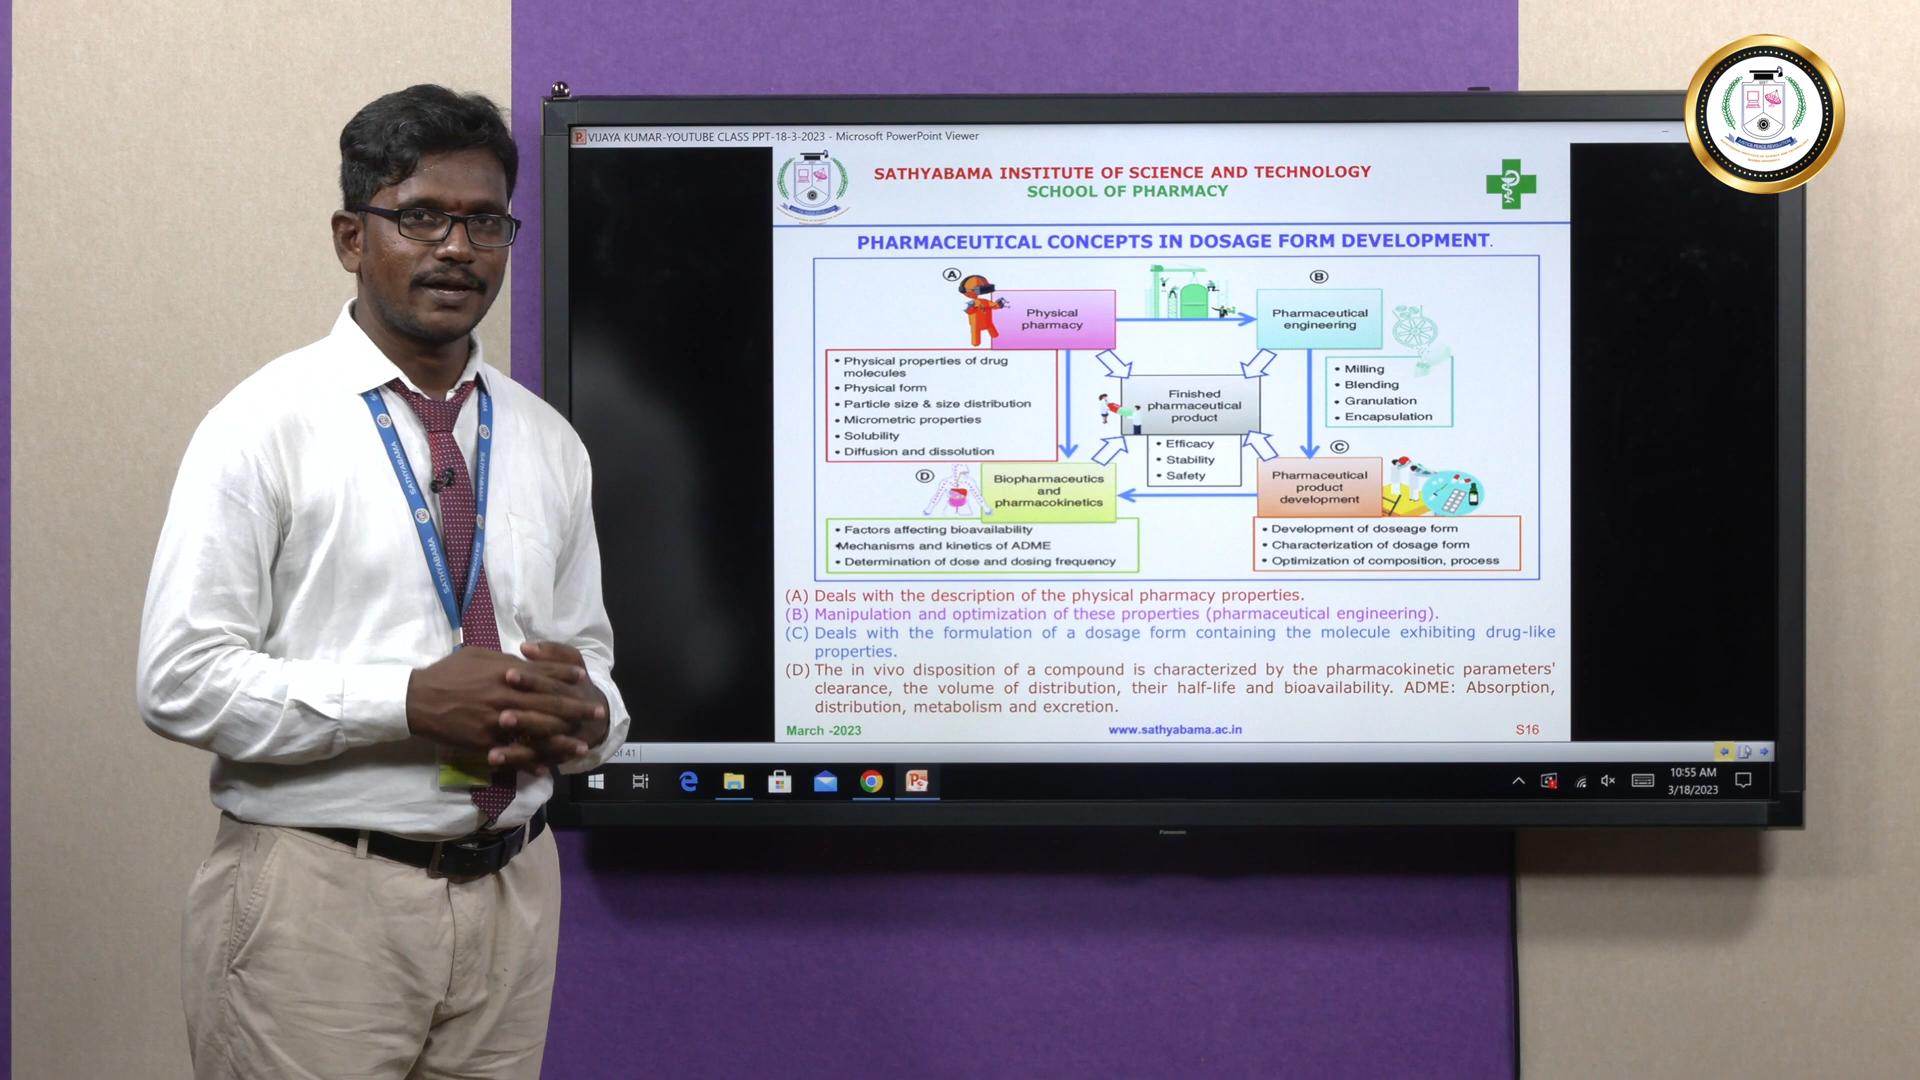 VIJAYA KUMAR-YOUTUBE CLASS PPT-18-3-2023 - Microsoft PowerPoint Viewer
SATHYABAMA INSTITUTE OF SCIENCE AND TECHNOLOGY
SCHOOL OF PHARMACY
PHARMACEUTICAL CONCEPTS IN DOSAGE FORM DEVELOPMENT.
A
Physical
pharmacy
• Physical properties of drug
molecules
• Physical form
• Particle size & size distribution
• Micrometric properties
• Solubility
• Diffusion and dissolution
B
Pharmaceutical
engineering
• Milling
• Blending
• Granulation
• Encapsulation
Finished
pharmaceutical
product
• Efficacy
• Stability
• Safety
C
Pharmaceutical
product
development
• Development of doseage form
• Characterization of dosage form
• Optimization of composition, process
D
Biopharmaceutics
and
pharmacokinetics
• Factors affecting bioavailability
•Mechanisms and kinetics of ADME
• Determination of dose and dosing frequency
(A) Deals with the description of the physical pharmacy properties.
(B) Manipulation and optimization of these properties (pharmaceutical engineering).
(C) Deals with the formulation of a dosage form containing the molecule exhibiting drug-like
properties.
(D) The in vivo disposition of a compound is characterized by the pharmacokinetic parameters'
clearance, the volume of distribution, their half-life and bioavailability. ADME: Absorption,
distribution, metabolism and excretion.
March -2023
www.sathyabama.ac.in
S16
of 41
10:55 AM
3/18/2023
Panasonic
SATHYABAMA
SATHYABAMA